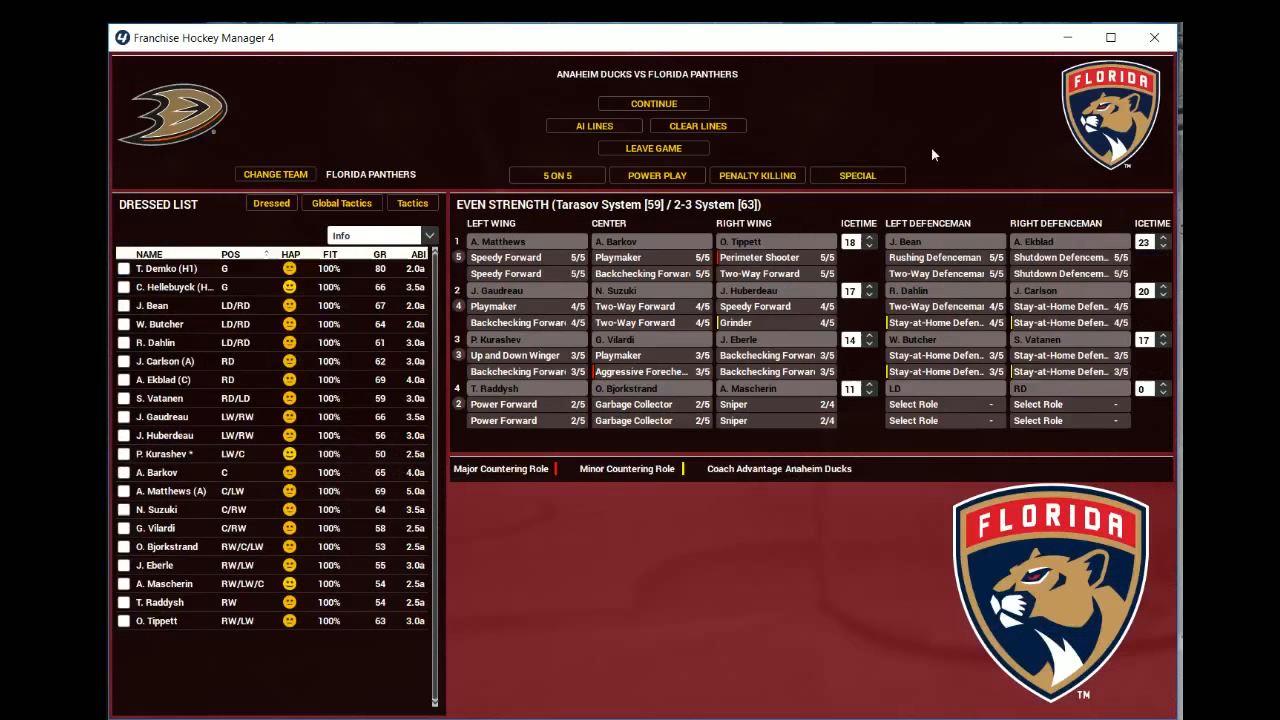 Franchise Hockey Manager 4
ANAHEIM DUCKS VS FLORIDA PANTHERS
CONTINUE
AI LINES CLEAR LINES
LEAVE GAME
CHANGE TEAM FLORIDA PANTHERS
5 ON 5 POWER PLAY PENALTY KILLING SPECIAL
FLORIDA
TM
DRESSED LIST Dressed Global Tactics Tactics
Info
NAME POS HAP FIT GR ABI
T. Demko (H1) G 100% 80 2.0a
C. Hellebuyck (H... G 100% 66 3.5a
J. Bean LD/RD 100% 67 2.0a
W. Butcher LD/RD 100% 64 2.0a
R. Dahlin LD/RD 100% 61 3.0a
J. Carlson (A) RD 100% 62 3.0a
A. Ekblad (C) RD 100% 69 4.0a
S. Vatanen RD/LD 100% 59 3.0a
J. Gaudreau LW/RW 100% 66 3.5a
J. Huberdeau LW/RW 100% 56 3.0a
P. Kurashev * LW/C 100% 50 2.5a
A. Barkov C 100% 65 4.0a
A. Matthews (A) C/LW 100% 69 5.0a
N. Suzuki C/RW 100% 64 3.5a
G. Vilardi C/RW 100% 58 3.0a
O. Bjorkstrand RW/C/LW 100% 53 3.0a
J. Eberle RW/LW 100% 55 3.0a
A. Mascherin RW/LW/C 100% 54 2.5a
T. Raddysh RW 100% 54 2.5a
O. Tippett RW/LW 100% 63 3.0a
EVEN STRENGTH (Tarasov System [59] / 2-3 System [63])
LEFT WING CENTER RIGHT WING ICETIME LEFT DEFENCEMAN RIGHT DEFENCEMAN ICETIME
1 A. Matthews A. Barkov O. Tippett 18 J. Bean A. Ekblad 23
5 Speedy Forward 5/5 Playmaker 5/5 Perimeter Shooter 5/5 Rushing Defenceman 5/5 Shutdown Defencem.. 5/5
Speedy Forward 5/5 Backchecking Forwar 5/5 Two-Way Forward 5/5 Two-Way Defenceman 5/5 Shutdown Defencem.. 5/5
2 J. Gaudreau N. Suzuki J. Huberdeau 17 R. Dahlin J. Carlson 20
4 Playmaker 4/5 Two-Way Forward 4/5 Speedy Forward 4/5 Two-Way Defenceman 4/5 Stay-at-Home Defen.. 4/5
Backchecking Forwar 4/5 Two-Way Forward 4/5 Grinder 4/5 Stay-at-Home Defen.. 4/5 Stay-at-Home Defen.. 4/5
3 P. Kurashev G. Vilardi J. Eberle 14 W. Butcher S. Vatanen 17
3 Up and Down Winger 3/5 Playmaker 3/5 Backchecking Forwar 3/5 Stay-at-Home Defen.. 3/5 Stay-at-Home Defen.. 3/5
Backchecking Forwar 3/5 Aggressive Foreche... 3/5 Backchecking Forwar 3/5 Stay-at-Home Defen.. 3/5 Stay-at-Home Defen.. 3/5
4 T. Raddysh O. Bjorkstrand A. Mascherin 11 LD RD 0
2 Power Forward 2/5 Garbage Collector 2/5 Sniper 2/4 Select Role - Select Role -
Power Forward 2/5 Garbage Collector 2/5 Sniper 2/4 Select Role - Select Role -
Major Countering Role Minor Countering Role Coach Advantage Anaheim Ducks
FLORIDA
TM